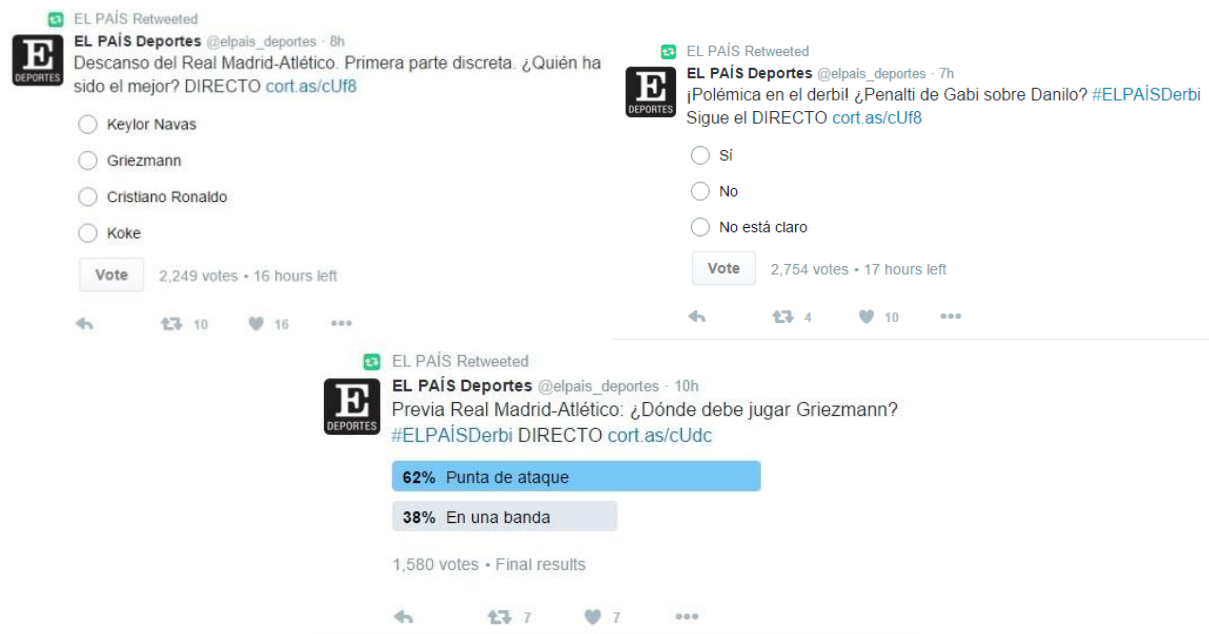 EL PAÍS Retweeted
EL PAÍS Deportes @elpais_deportes · 8h
Descanso del Real Madrid-Atlético. Primera parte discreta. ¿Quién ha
sido el mejor? DIRECTO cort.as/cUf8
Keylor Navas
Griezmann
Cristiano Ronaldo
Koke
Vote 2,249 votes • 16 hours left
10 16
E
DEPORTES
EL PAÍS Retweeted
EL PAÍS Deportes @elpais_deportes · 7h
¡Polémica en el derbi! ¿Penalti de Gabi sobre Danilo? #ELPAÍSDerbi
Sigue el DIRECTO cort.as/cUf8
Sí
No
No está claro
Vote 2,754 votes • 17 hours left
4 10
E
DEPORTES
EL PAÍS Retweeted
EL PAÍS Deportes @elpais_deportes · 10h
Previa Real Madrid-Atlético: ¿Dónde debe jugar Griezmann?
#ELPAÍSDerbi DIRECTO cort.as/cUdc
62% Punta de ataque
38% En una banda
1,580 votes • Final results
7 7
E
DEPORTES